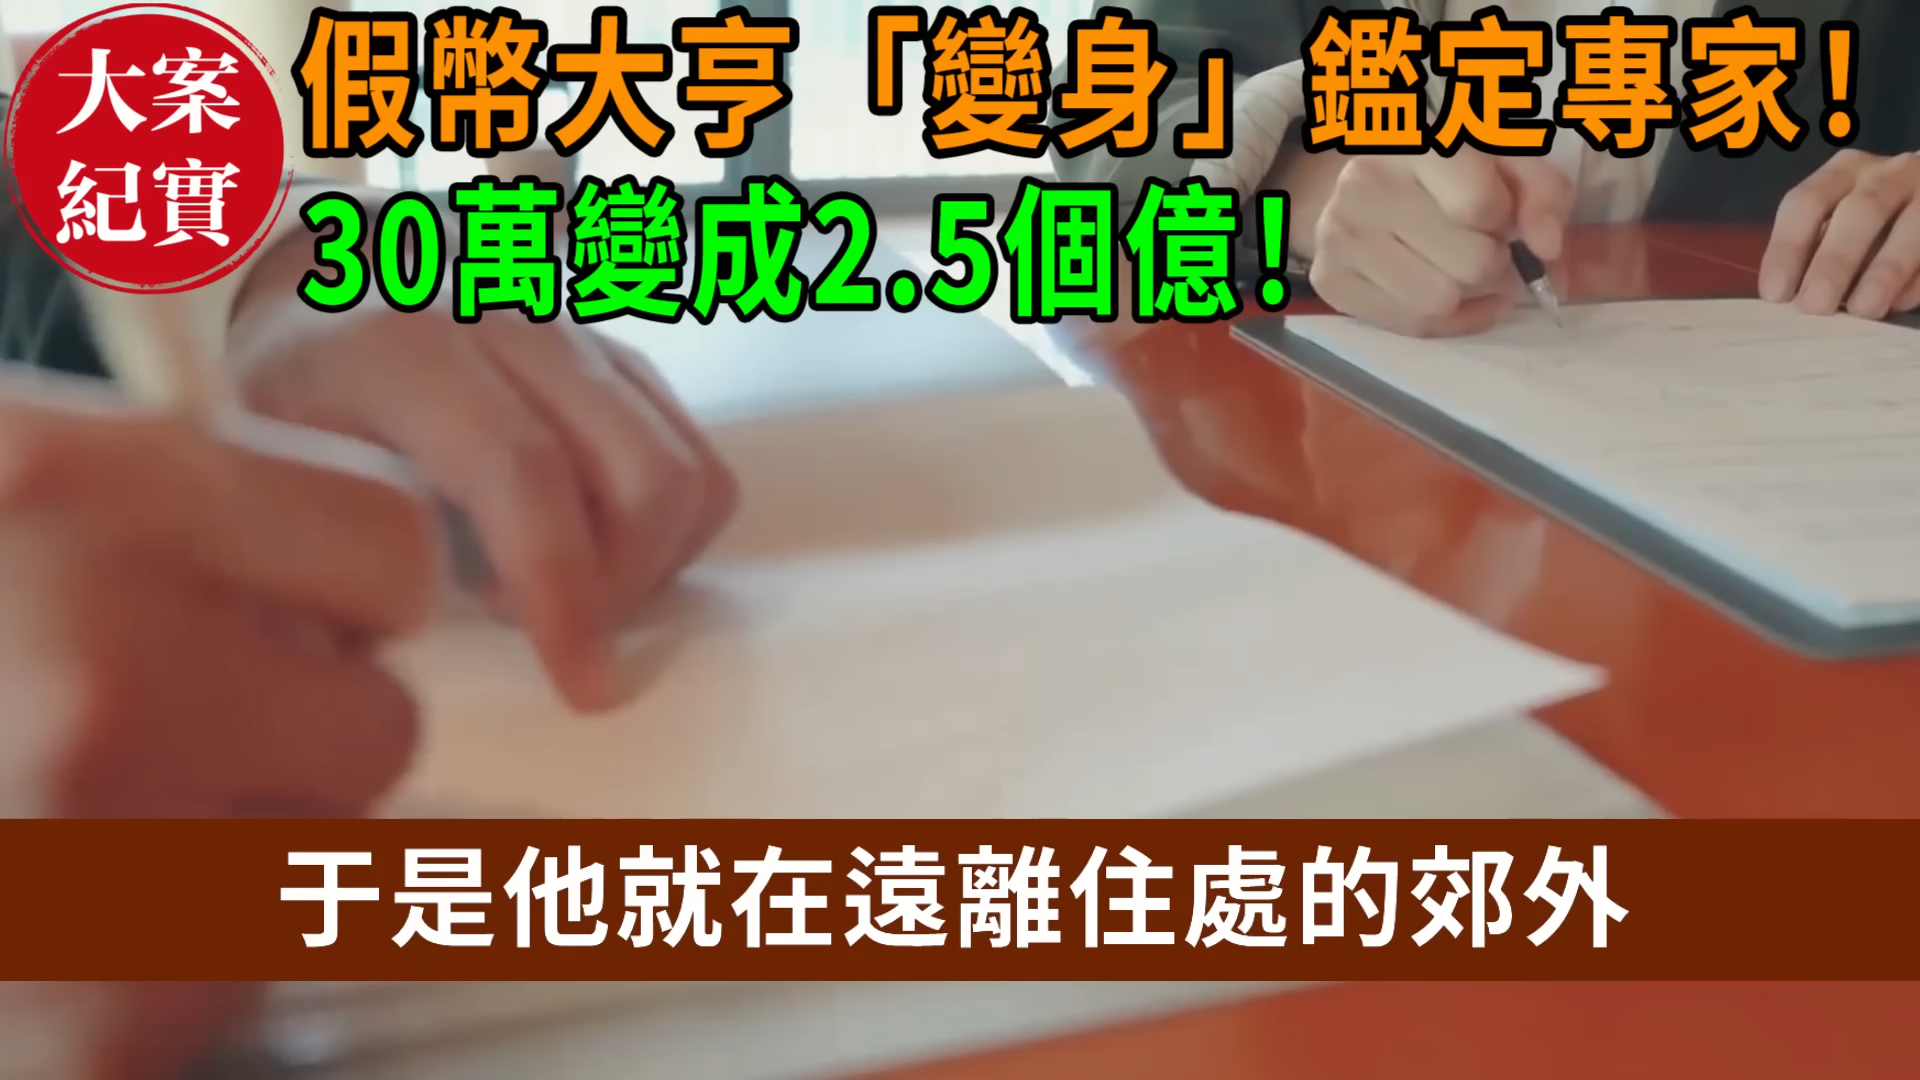 大案
紀實
假幣大亨「變身」鑑定專家！
30萬變成2.5個億！
于是他就在遠離住處的郊外